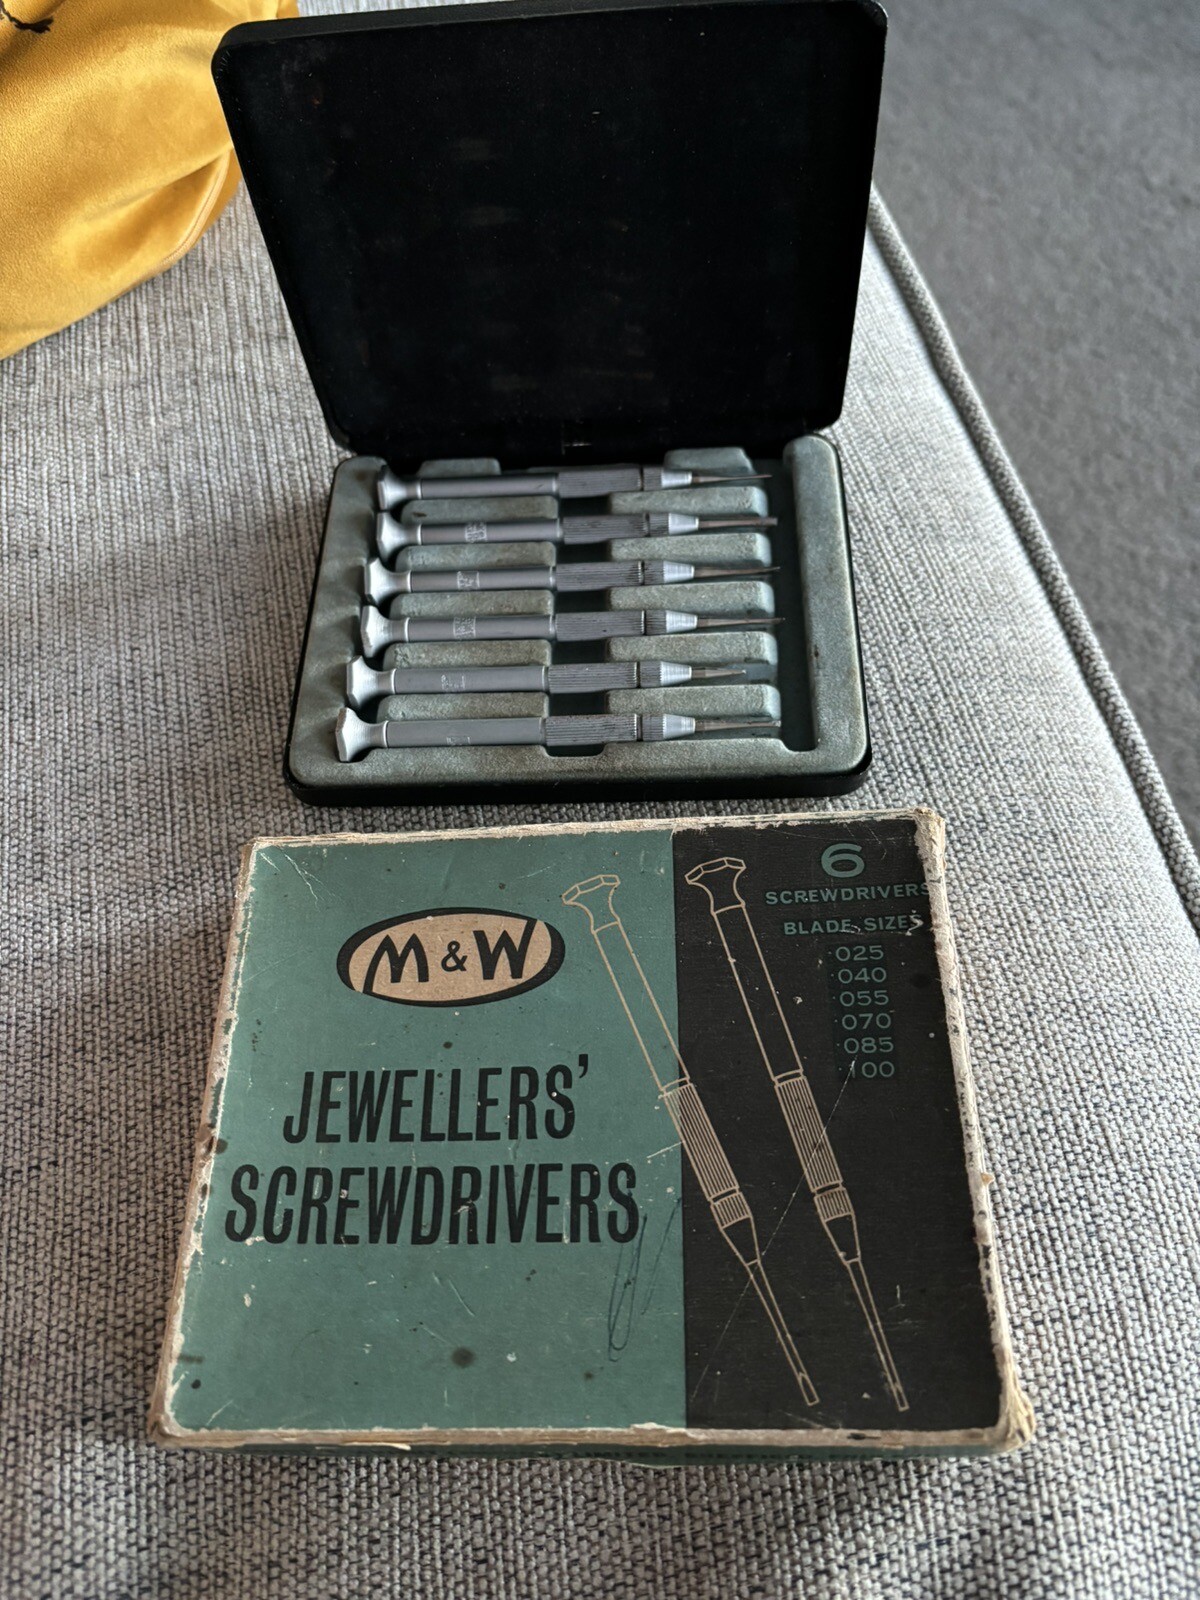 M & W
JEWELLERS'
SCREWDRIVERS
6
SCREWDRIVERS
BLADE SIZES
·025
·040
·055
·070
·085
·100